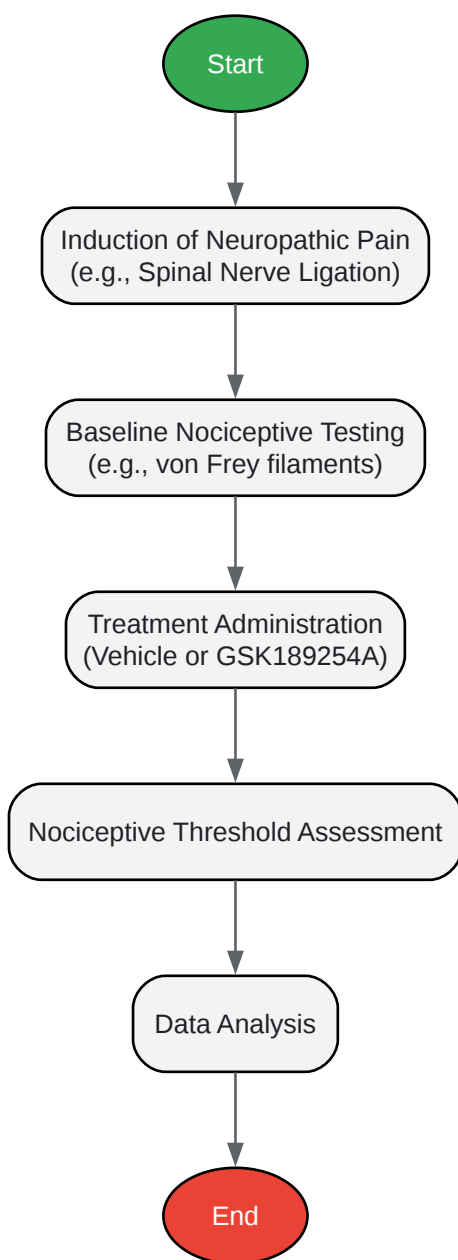 Start
Induction of Neuropathic Pain
(e.g., Spinal Nerve Ligation)
Baseline Nociceptive Testing
(e.g., von Frey filaments)
Treatment Administration
(Vehicle or GSK189254A)
Nociceptive Threshold Assessment
Data Analysis
End